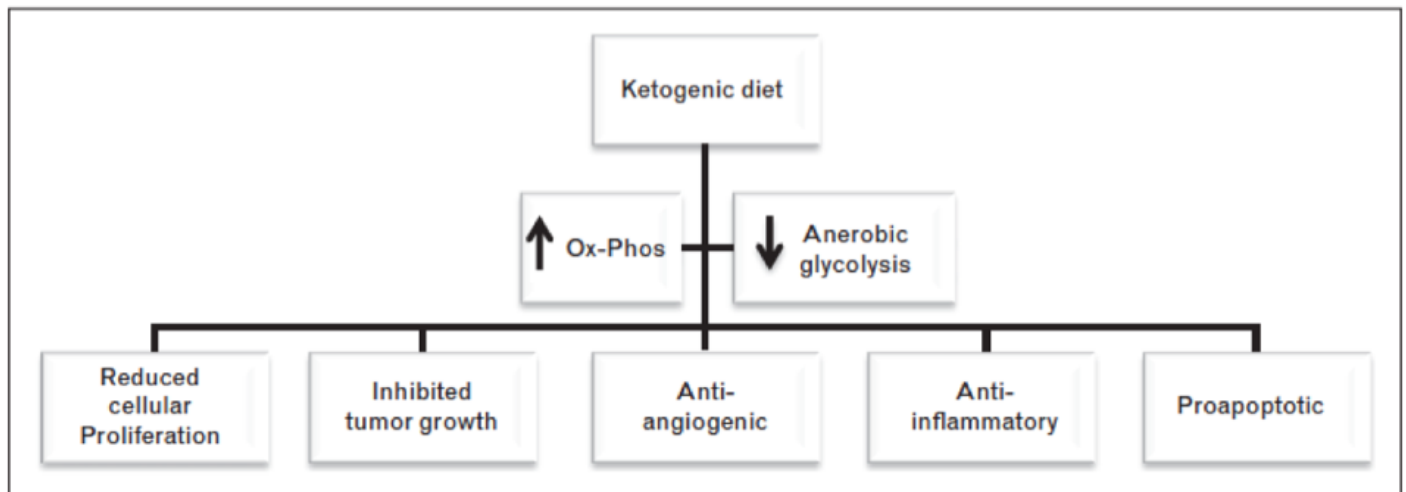 Ketogenic diet
Ox-Phos
Anerobic
glycolysis
Reduced
cellular
Proliferation
Inhibited
tumor growth
Anti-
angiogenic
Anti-
inflammatory
Proapoptotic